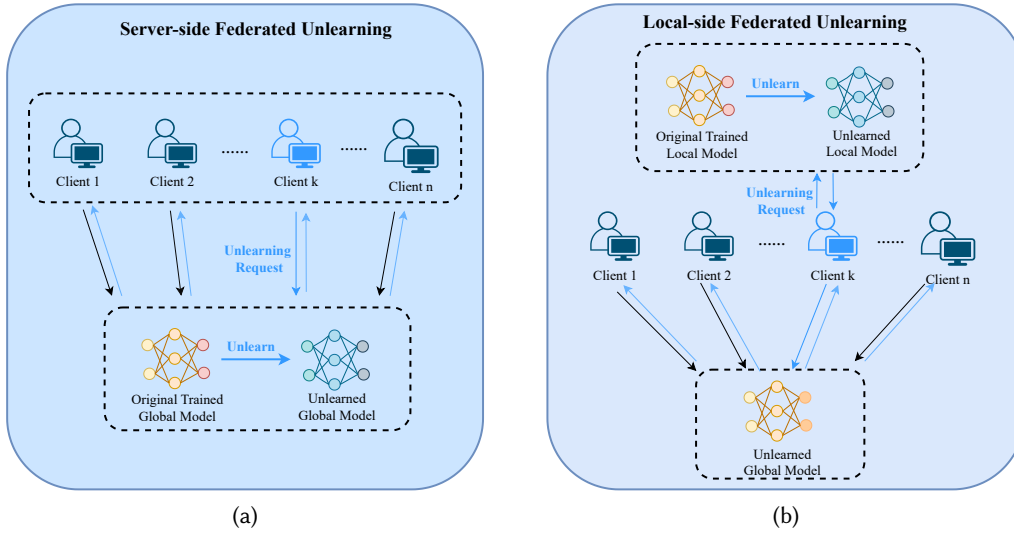 Server-side Federated Unlearning
Client 1
Client 2
......
Client k
......
Client n
Unlearning
Request
Unlearn
Original Trained
Global Model
Unlearned
Global Model
(a)
Local-side Federated Unlearning
Unlearn
Original Trained
Local Model
Unlearned
Local Model
Unlearning
Request
Client 1
Client 2
......
Client k
......
Client n
Unlearned
Global Model
(b)